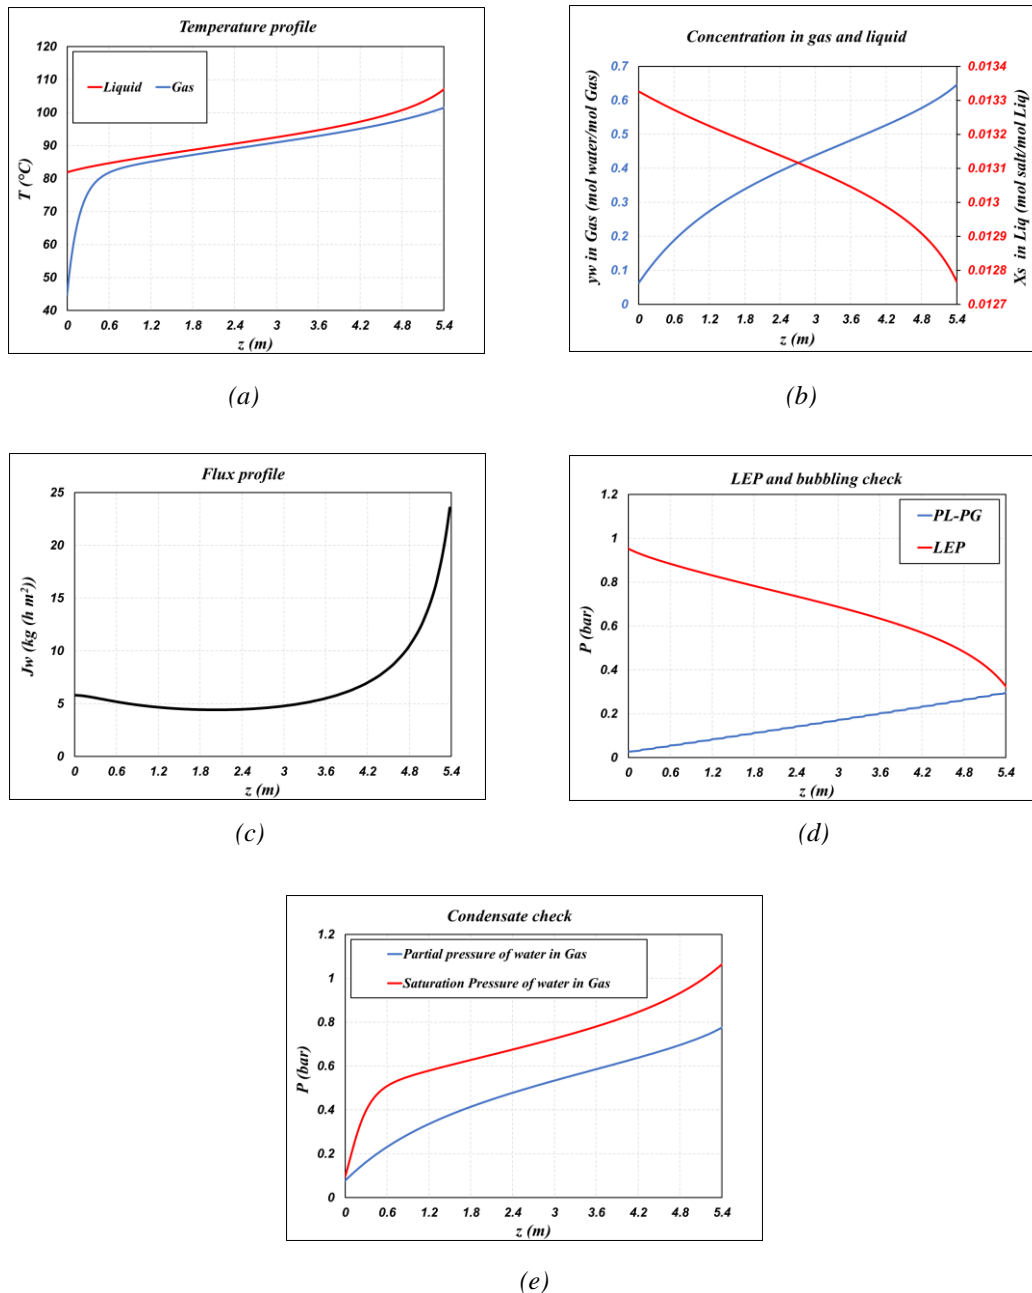 Temperature profile
120
110
100
90
80
70
60
50
40
T (°C)
Liquid Gas
0 0.6 1.2 1.8 2.4 3 3.6 4.2 4.8 5.4
z (m)
(a)
Concentration in gas and liquid
0.7
0.6
0.5
0.4
0.3
0.2
0.1
0
yw in Gas (mol water/mol Gas)
0.0134
0.0133
0.0132
0.0131
0.013
0.0129
0.0128
0.0127
Xs in Liq (mol salt/mol Liq)
0 0.6 1.2 1.8 2.4 3 3.6 4.2 4.8 5.4
z (m)
(b)
Flux profile
25
20
15
10
5
0
Jw (kg (h m²))
0 0.6 1.2 1.8 2.4 3 3.6 4.2 4.8 5.4
z (m)
(c)
LEP and bubbling check
1.2
1
0.8
0.6
0.4
0.2
0
P (bar)
PL-PG
LEP
0 0.6 1.2 1.8 2.4 3 3.6 4.2 4.8 5.4
z (m)
(d)
Condensate check
1.2
1
0.8
0.6
0.4
0.2
0
P (bar)
Partial pressure of water in Gas
Saturation Pressure of water in Gas
0 0.6 1.2 1.8 2.4 3 3.6 4.2 4.8 5.4
z (m)
(e)